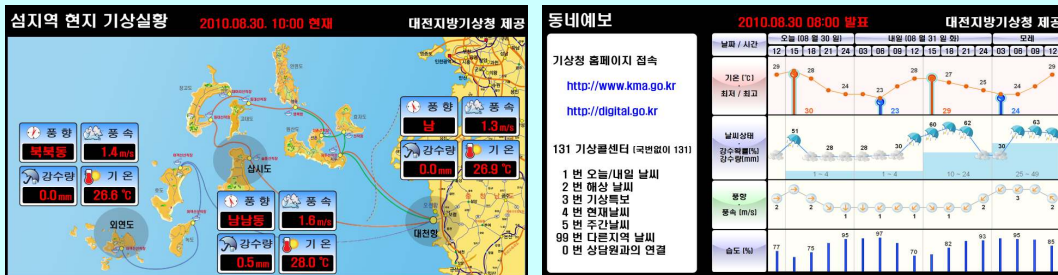 섬지역 현지 기상실황
2010.08.30. 10:00 현재
대전지방기상청 제공
풍향
풍속
북북동
1.4 m/s
강수량
기온
0.0 mm
26.6 ℃
풍향
풍속
남
1.3 m/s
강수량
기온
0.0 mm
26.9 ℃
삽시도
외연도
대천항
풍향
풍속
남남동
1.6 m/s
강수량
기온
0.5 mm
26.0 ℃
동네예보
2010.08.30 08:00 발표
대전지방기상청 제공
기상청 홈페이지 접속
http://www.kma.go.kr
http://digital.go.kr
131 기상콜센터 (국번없이 131)
1 번 오늘/내일 날씨
2 번 해상 날씨
3 번 기상특보
4 번 현재날씨
5 번 주간날씨
99 번 다른지역 날씨
0 번 상담원과의 연결
날짜 / 시간
오늘 (08 월 30 일)
내일 (08 월 31 일 화)
모레
12 15 18 21 24 03 06 09 12 15 18 21 24 03 06 09 12
기온 (℃)
최저 / 최고
29 28 24 23 28 27 25 24 29
30 23 29 24
날씨상태
강수확률(%)
강수량(mm)
51 28 28 30 60 62 30 63
1 ~ 4 1 ~ 4 10 ~ 24 25 ~ 49
풍향
풍속 (m/s)
2 2 1 1 1 1 2 3 2
습도 (%)
77 75 95 97 70 82 93 95 85